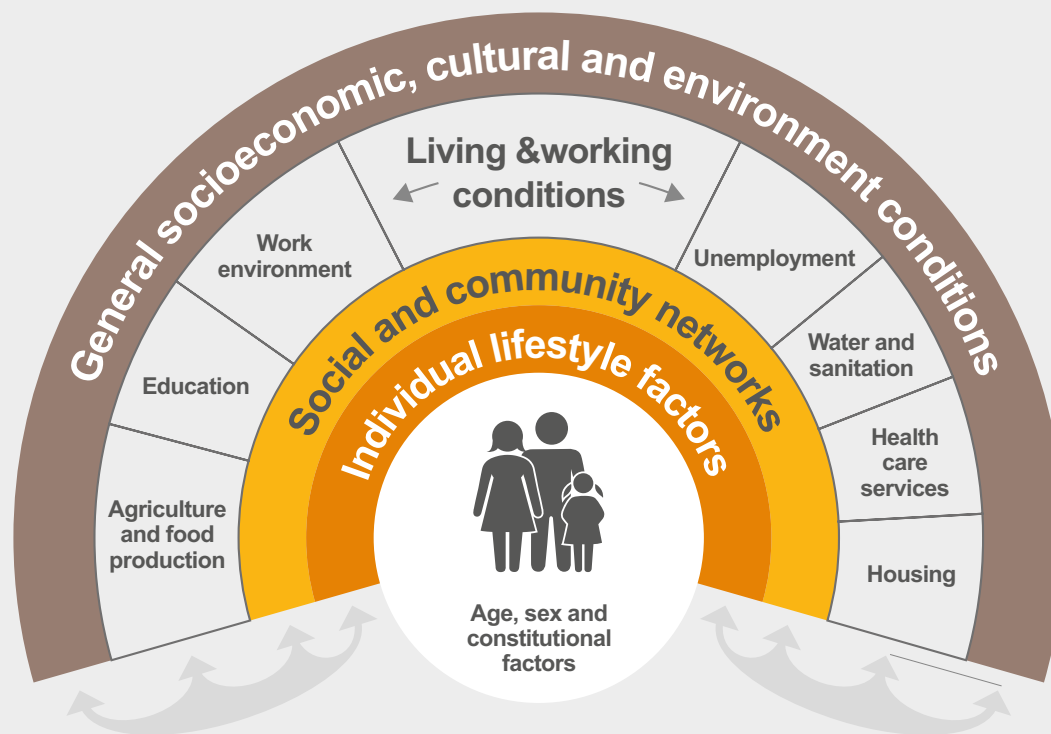 General socioeconomic, cultural and environment conditions
Living &working
conditions
Work
environment
Unemployment
Education
Water and
sanitation
Agriculture
and food
production
Health
care
services
Housing
Social and community networks
Individual lifestyle factors
Age, sex and
constitutional
factors